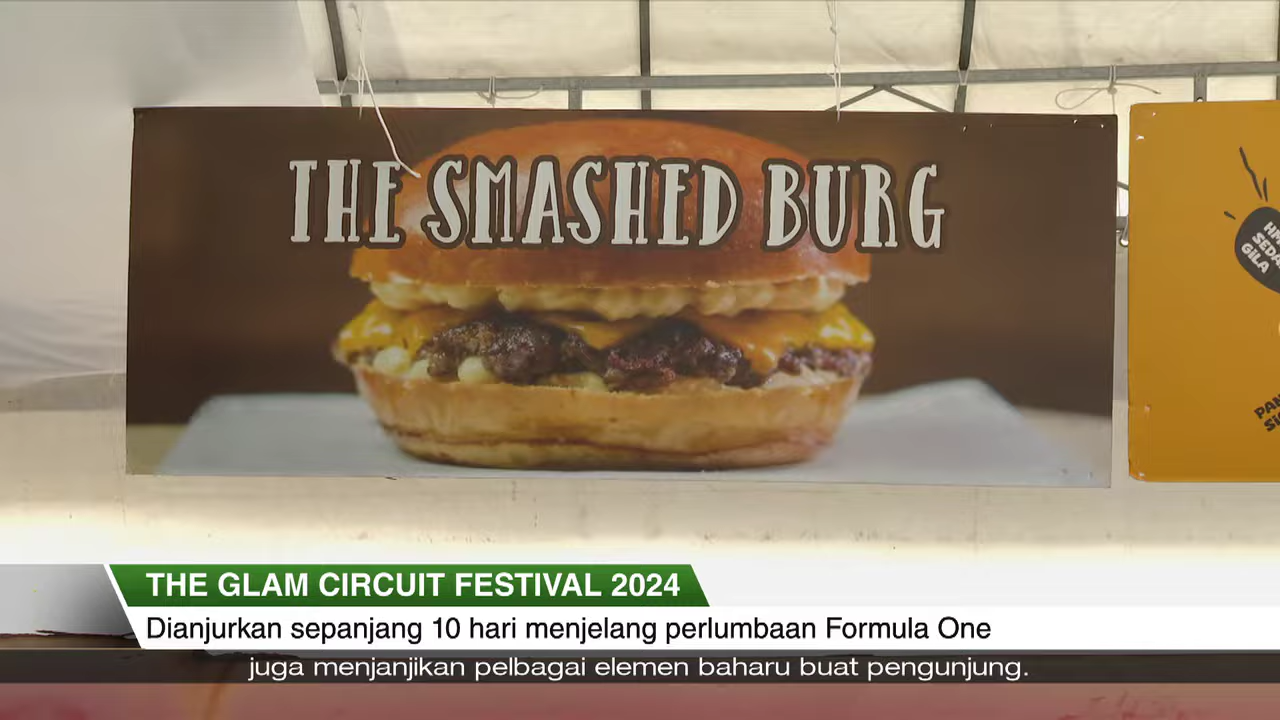 THE SMASHED BURG
GILA
THE GLAM CIRCUIT FESTIVAL 2024
Dianjurkan sepanjang 10 hari menjelang perlumbaan Formula One
juga menjanjikan pelbagai elemen baharu buat pengunjung.